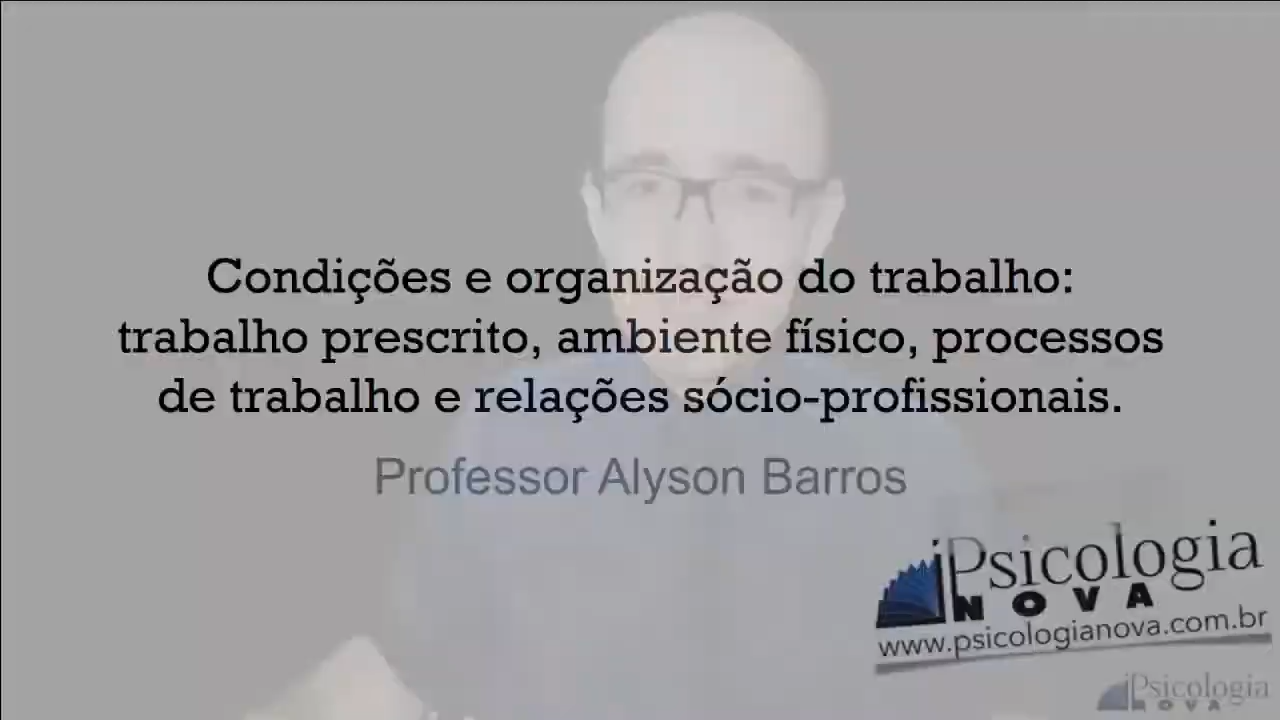 Condições e organização do trabalho:
trabalho prescrito, ambiente físico, processos
de trabalho e relações sócio-profissionais.
Professor Alyson Barros
Psicologia
NOVA
www.psicologianova.com.br
Psicologia
NOVA